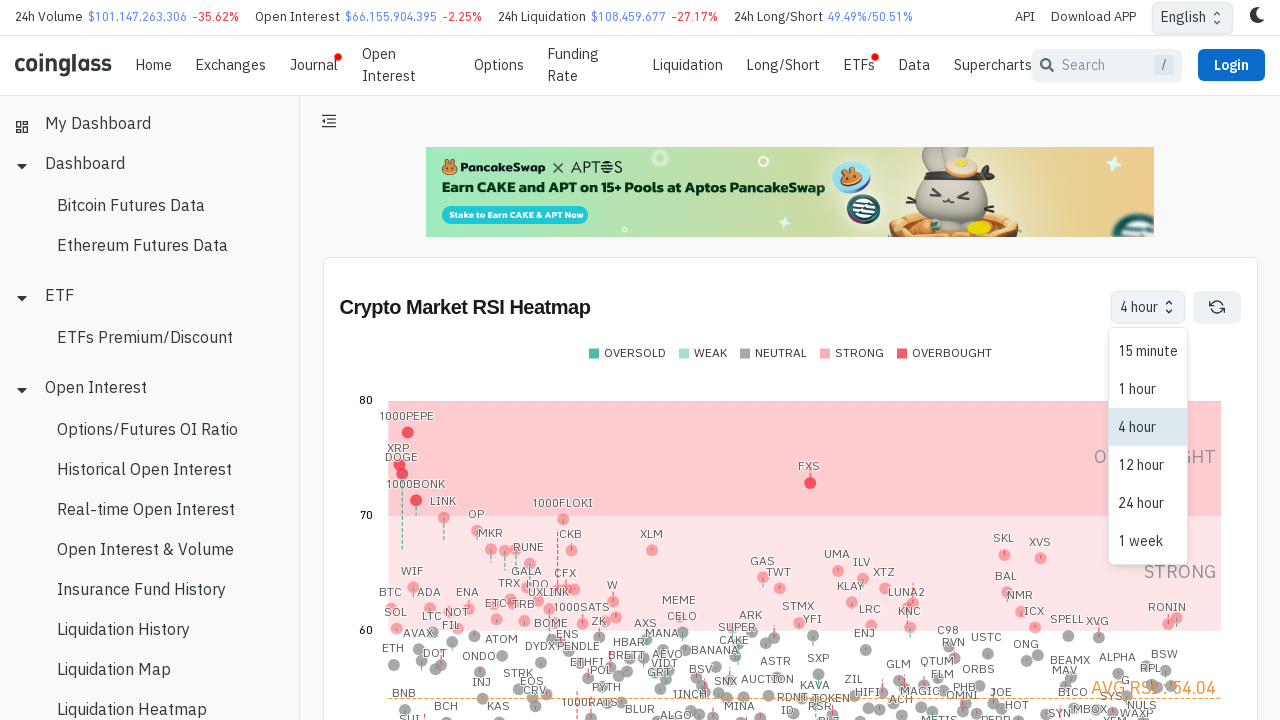 24h Volume $101,147,263,306 -35.62% Open Interest $66,155,904,395 -2.25% 24h Liquidation $108,459,677 -27.17% 24h Long/Short 49.49%/50.51% API Download APP English
coinglass Home Exchanges Journal Open Interest Options Funding Rate Liquidation Long/Short ETFs Data Supercharts Search / Login
My Dashboard
Dashboard
Bitcoin Futures Data
Ethereum Futures Data
ETF
ETFs Premium/Discount
Open Interest
Options/Futures OI Ratio
Historical Open Interest
Real-time Open Interest
Open Interest & Volume
Insurance Fund History
Liquidation History
Liquidation Map
Liquidation Heatmap
PancakeSwap X APTOS
Earn CAKE and APT on 15+ Pools at Aptos PancakeSwap
Stake to Earn CAKE & APT Now
Crypto Market RSI Heatmap
4 hour
15 minute
1 hour
4 hour
12 hour
24 hour
1 week
OVERSOLD WEAK NEUTRAL STRONG OVERBOUGHT
80
1000PEPE
XRP
DOGE
FXS
1000BONK
LINK 1000FLOKI
70
OP
MKR CKB XLM
RUNE
SKL XVS
GAS UMA ILV
WIF GALA CFX TWT XTZ BAL
TRX KLAY
BTC ADA ENA UXLINK W LUNA2 NMR
SOL LTC NOT ETC TRB 1000SATS MEME STMX LRC KNC ICX RONIN
FIL BOME ZK AXS CELO ARK YFI SPELL XVG
60
AVAX ENS MANA SUPER ENJ C98
ETH DOT ATOM DYDX PENDLE HBAR BANANA CAKE RVN USTC ONG
ONDO ETHFI BRETT AEVO ASTR SXP QTUM BEAMX ALPHA BSW
STRK POL VIDT GRT BSV GLM FLM ORBS MAV RPL
INJ EOS PYTH SNX AUCTION KAVA ZIL PHB
BNB CRV 1INCH RDNT TOKEN HIFI MAGIC OMNI JOE BICO SYS
BCH KAS 1000RATS BLUR MINA ID RSR ACH HOT MBOX NULS
SUI ALGO METIS PERP SYN WAXP
STRONG
AVG RSI: 54.04